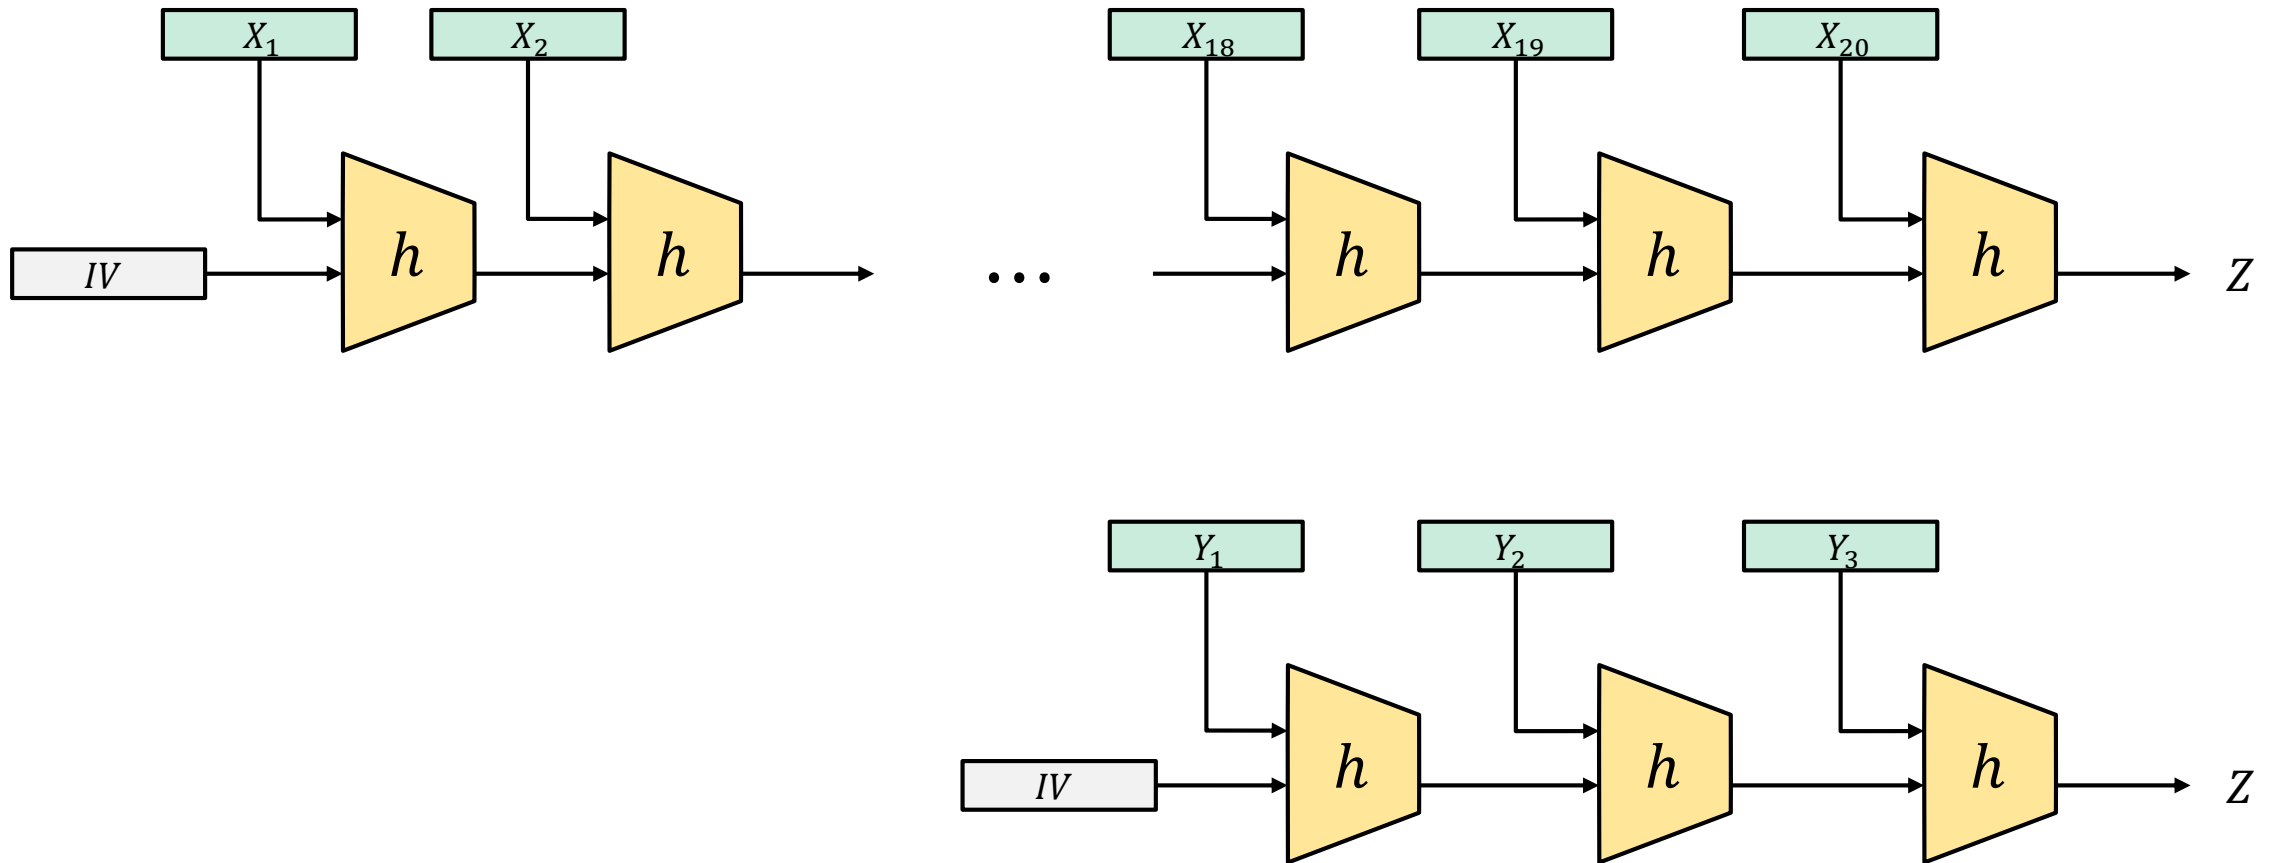 X₁ X₂ X₁₈ X₁₉ X₂₀
IV h h ... h h h Z
Y₁ Y₂ Y₃
IV h h h Z